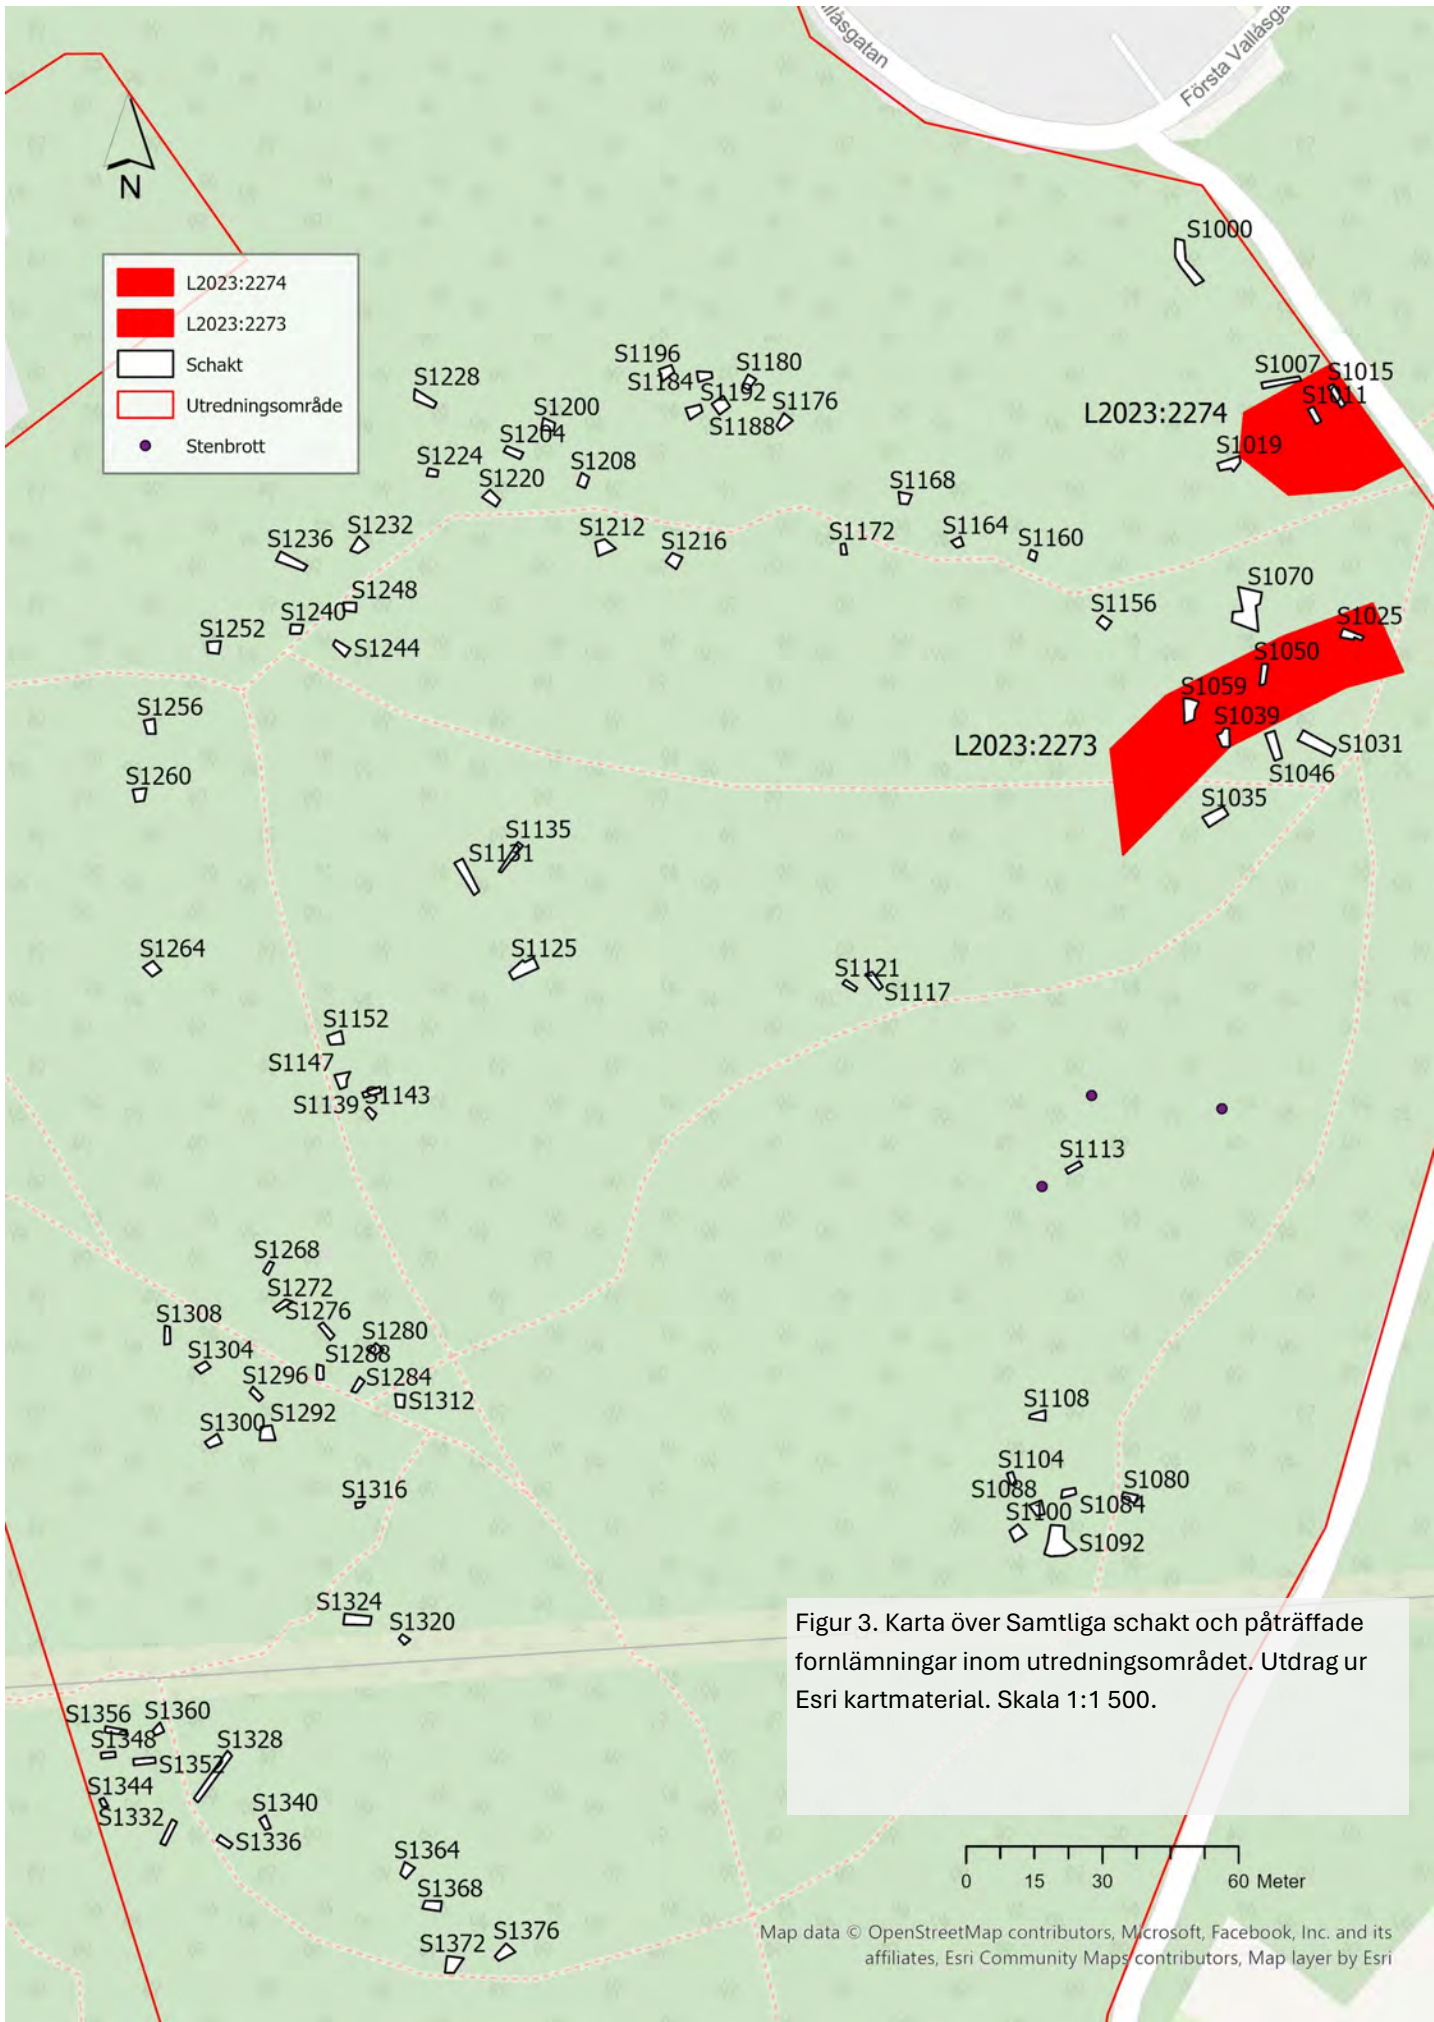 llåsgatan
Första Vallåsga
N
L2023:2274
L2023:2273
Schakt
Utredningsområde
Stenbrott
S1000
S1007
S1015
S1011
L2023:2274
S1019
S1196
S1184
S1180
S1192
S1188
S1176
S1228
S1200
S1204
S1224
S1220
S1208
S1168
S1212
S1216
S1172
S1164
S1160
S1236
S1232
S1248
S1240
S1252
S1244
S1156
S1070
S1025
S1050
S1059
S1039
L2023:2273
S1031
S1046
S1035
S1256
S1260
S1135
S1131
S1264
S1125
S1121
S1117
S1152
S1147
S1143
S1139
S1113
S1268
S1272
S1276
S1308
S1280
S1304
S1288
S1296
S1284
S1312
S1300
S1292
S1108
S1316
S1104
S1088
S1080
S1084
S1100
S1092
S1324
S1320
Figur 3. Karta över Samtliga schakt och påträffade
fornlämningar inom utredningsområdet. Utdrag ur
Esri kartmaterial. Skala 1:1 500.
S1356
S1360
S1348
S1328
S1352
S1344
S1332
S1340
S1336
S1364
S1368
S1372
S1376
0 15 30 60 Meter
Map data © OpenStreetMap contributors, Microsoft, Facebook, Inc. and its
affiliates, Esri Community Maps contributors, Map layer by Esri